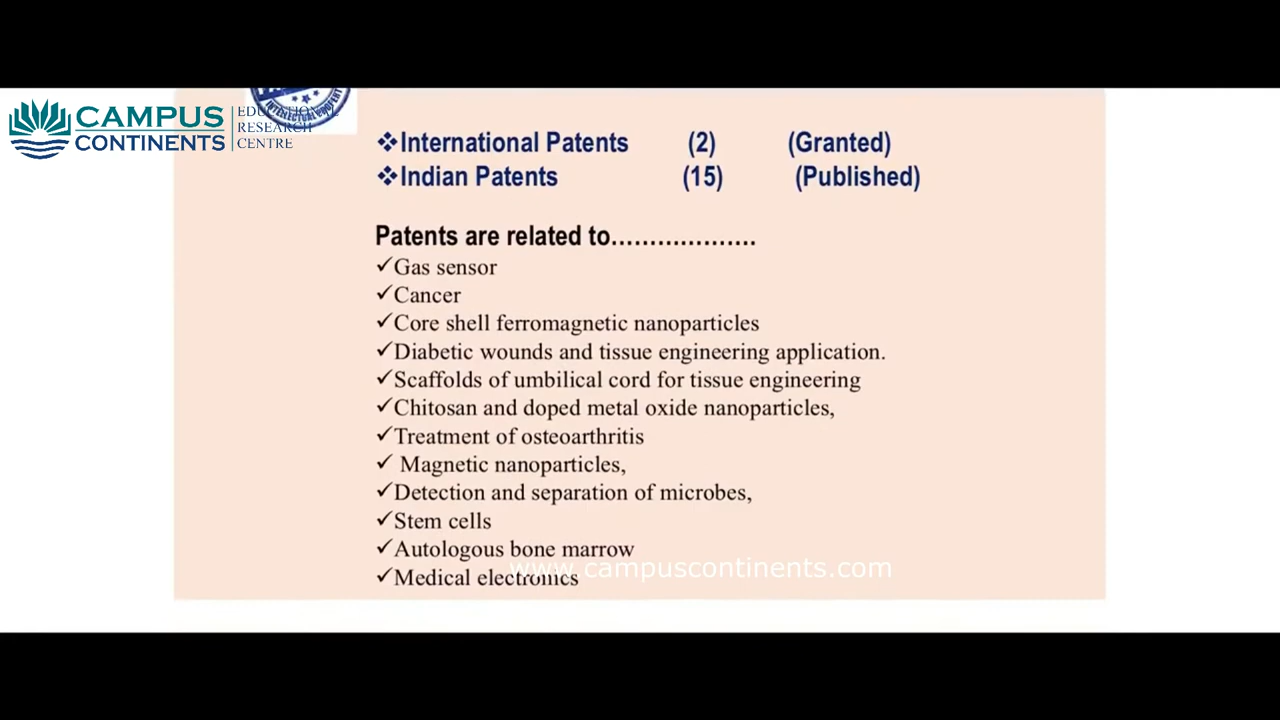 CAMPUS
CONTINENTS
EDUCATIONAL
RESEARCH
CENTRE
INTELECTUAL PROPERTY
❖International Patents (2) (Granted)
❖Indian Patents (15) (Published)
Patents are related to……………….
✓Gas sensor
✓Cancer
✓Core shell ferromagnetic nanoparticles
✓Diabetic wounds and tissue engineering application.
✓Scaffolds of umbilical cord for tissue engineering
✓Chitosan and doped metal oxide nanoparticles,
✓Treatment of osteoarthritis
✓ Magnetic nanoparticles,
✓Detection and separation of microbes,
✓Stem cells
✓Autologous bone marrow
www.campuscontinents.com
✓Medical electronics